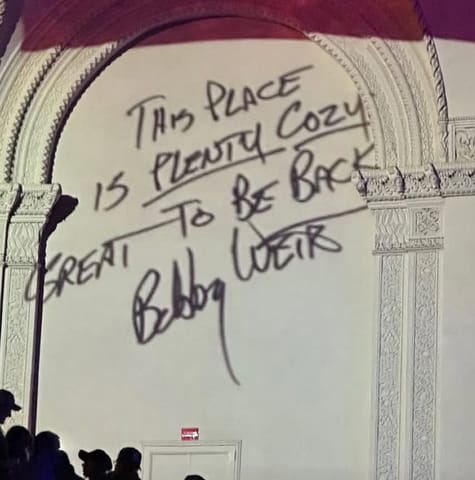 THIS PLACE
IS PLENTY COZY
GREAT TO BE BACK
Bobby WEIR